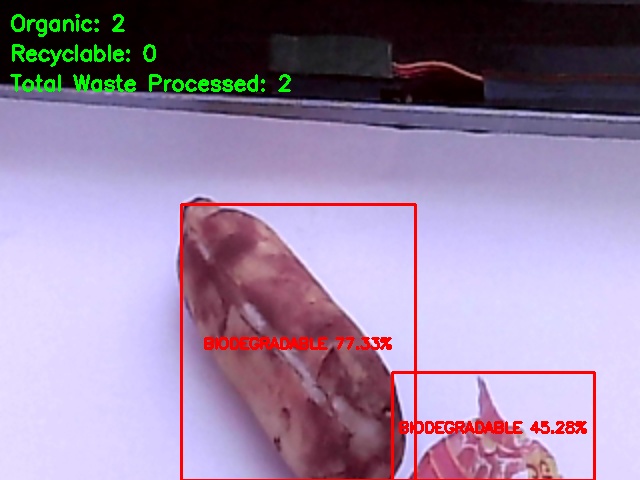 Organic: 2
Recyclable: 0
Total Waste Processed: 2
BIODEGRADABLE 77.33%
BIODEGRADABLE 45.28%